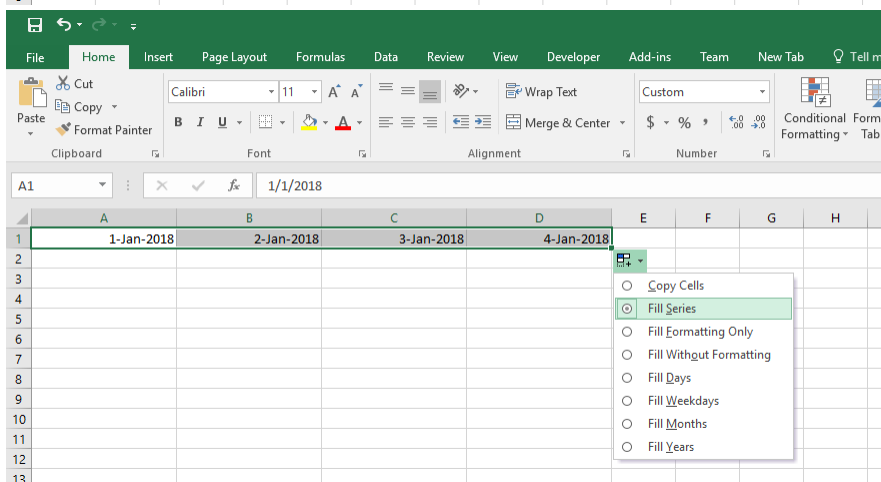 File Home Insert Page Layout Formulas Data Review View Developer Add-ins Team New Tab Tell m
Cut
Calibri 11 A A Wrap Text Custom
Copy
Paste Conditional Form
Format Painter B I U A Merge & Center $ % , .00 .00 Formatting Tab
←.0 →.0
Clipboard Font Alignment Number
A1 fx 1/1/2018
A B C D E F G H
1 1-Jan-2018 2-Jan-2018 3-Jan-2018 4-Jan-2018
2
3 Copy Cells
4 Fill Series
5 Fill Formatting Only
6
7 Fill Without Formatting
8 Fill Days
9 Fill Weekdays
10 Fill Months
11 Fill Years
12
13